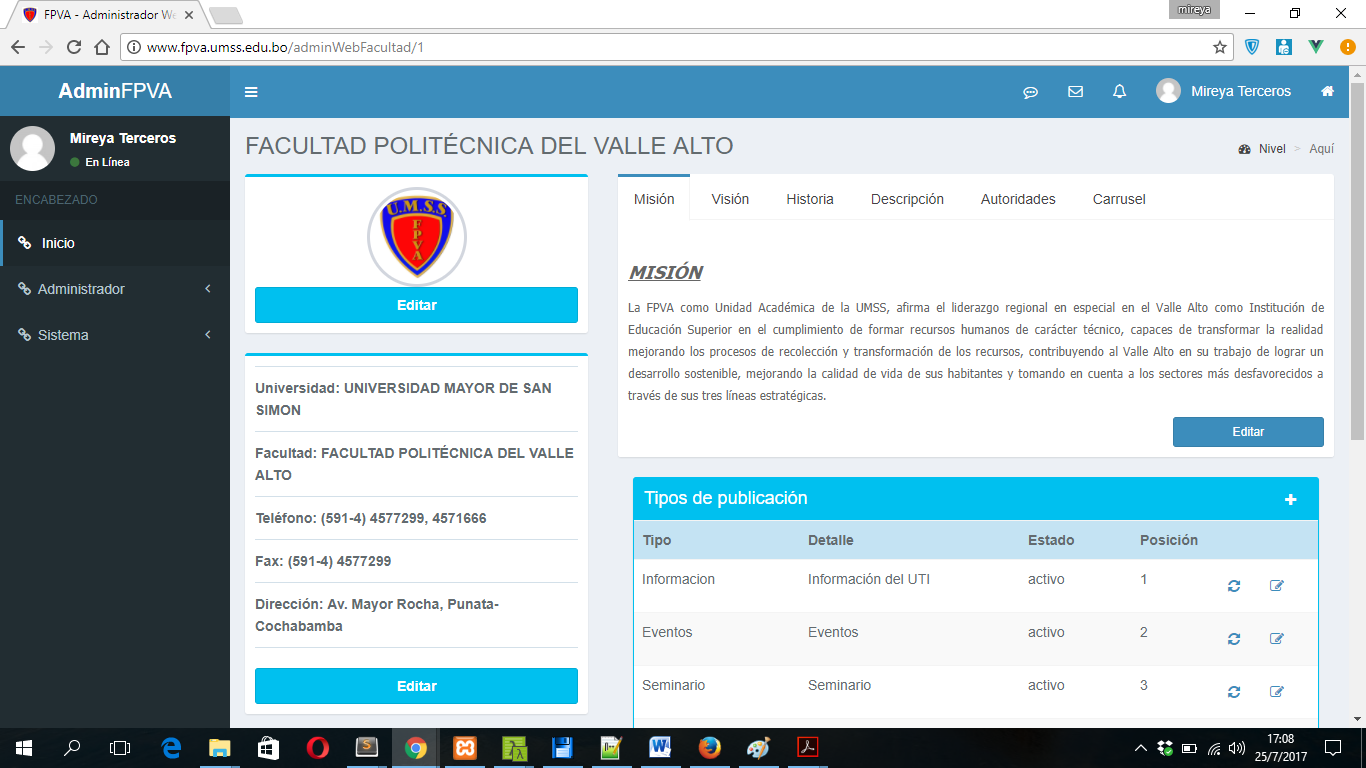 FPVA - Administrador We
mireya
www.fpva.umss.edu.bo/adminWebFacultad/1
AdminFPVA
Mireya Terceros
Mireya Terceros
En Línea
ENCABEZADO
Inicio
Administrador
Sistema
FACULTAD POLITÉCNICA DEL VALLE ALTO
Nivel > Aquí
U.M.S.S.
FPVA
Editar
Universidad: UNIVERSIDAD MAYOR DE SAN
SIMON
Facultad: FACULTAD POLITÉCNICA DEL VALLE
ALTO
Teléfono: (591-4) 4577299, 4571666
Fax: (591-4) 4577299
Dirección: Av. Mayor Rocha, Punata-
Cochabamba
Editar
Misión Visión Historia Descripción Autoridades Carrusel
MISIÓN
La FPVA como Unidad Académica de la UMSS, afirma el liderazgo regional en especial en el Valle Alto como Institución de
Educación Superior en el cumplimiento de formar recursos humanos de carácter técnico, capaces de transformar la realidad
mejorando los procesos de recolección y transformación de los recursos, contribuyendo al Valle Alto en su trabajo de lograr un
desarrollo sostenible, mejorando la calidad de vida de sus habitantes y tomando en cuenta a los sectores más desfavorecidos a
través de sus tres líneas estratégicas.
Editar
Tipos de publicación
Tipo Detalle Estado Posición
Informacion Información del UTI activo 1
Eventos Eventos activo 2
Seminario Seminario activo 3
17:08
25/7/2017